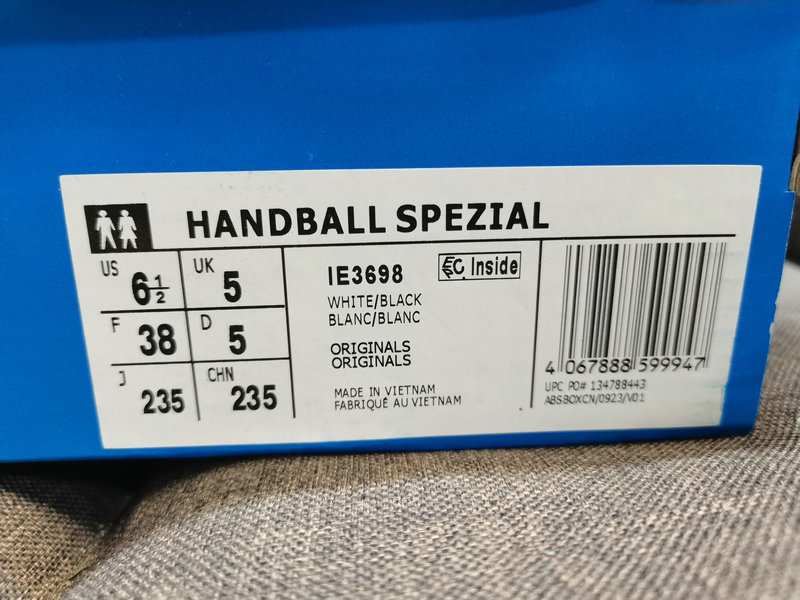 HANDBALL SPEZIAL
US 6½ UK 5
F 38 D 5
J 235 CHN 235
IE3698 EC Inside
WHITE/BLACK
BLANC/BLANC
ORIGINALS
ORIGINALS
MADE IN VIETNAM
FABRIQUÉ AU VIETNAM
4 067888 599947
UPC PO# 134788443
ABSBOXCN/0923/V01